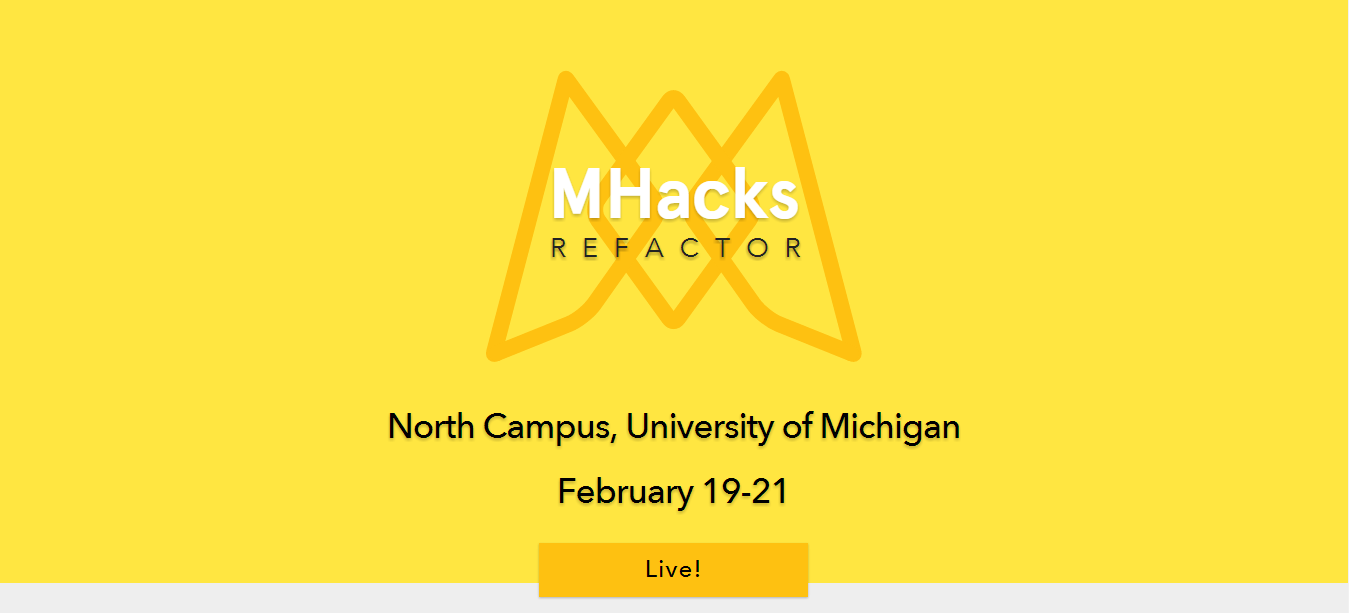 MHacks
REFACTOR
North Campus, University of Michigan
February 19-21
Live!